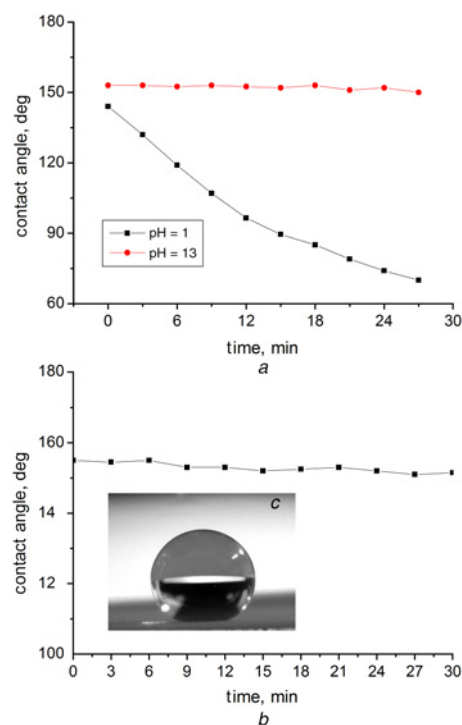 180
150
120
90
60
contact angle, deg
pH = 1
pH = 13
0 6 12 18 24 30
time, min
a
180
160
14
12
100
contact angle, deg
c
0 3 6 9 12 15 18 21 24 27 30
time, min
b